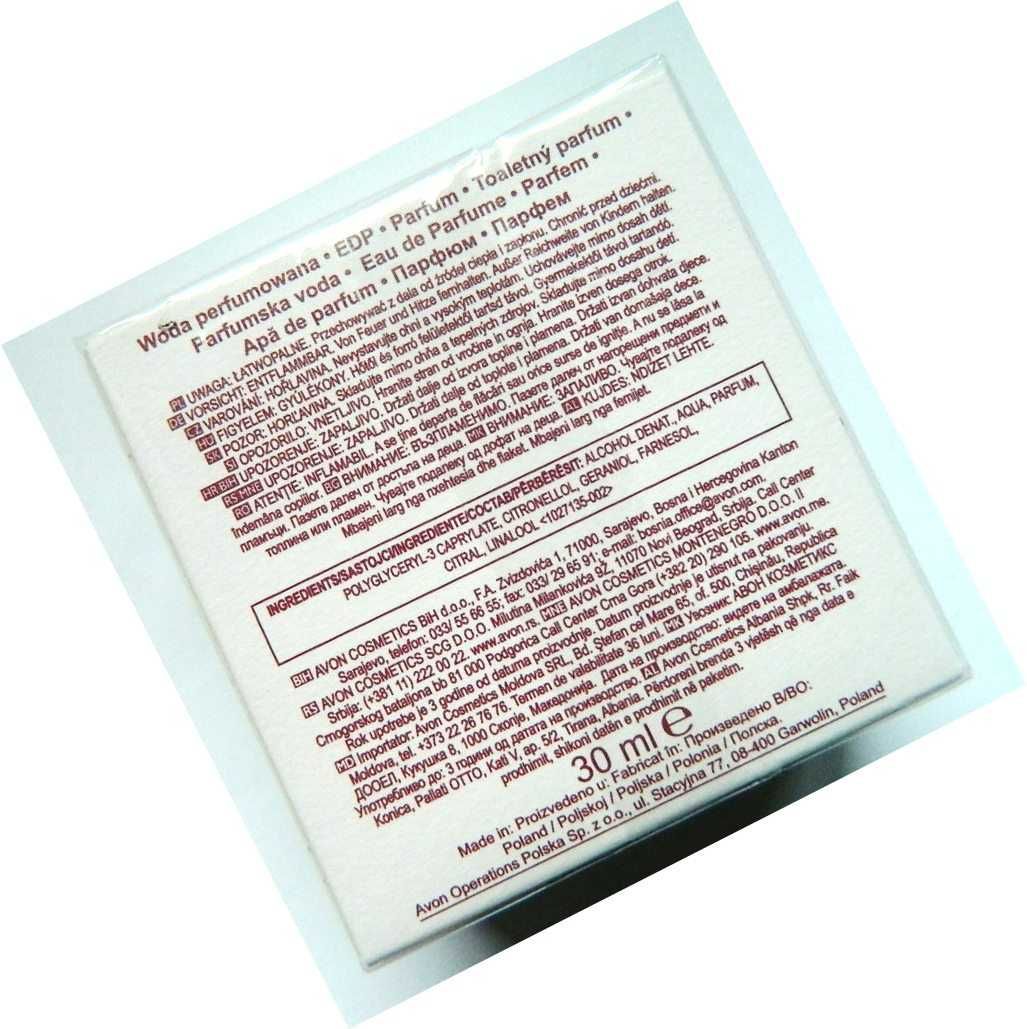 Woda perfumowana • EDP • Parfum • Toaletný parfum •
Parfumska voda • Eau de Parfume • Parfem •
Apă de parfum • Парфюм • Парфем
PL UWAGA: ŁATWOPALNE. Przechowywać z dala od źródeł ciepła i zapłonu. Chronić przed dziećmi.
DE VORSICHT: ENTFLAMMBAR. Von Feuer und Hitze fernhalten. Außer Reichweite von Kindern halten.
CZ VAROVÁNÍ: HOŘLAVINA. Nevystavujte ohni a vysokým teplotám. Uchovávejte mimo dosah dětí.
HU FIGYELEM: GYÚLÉKONY. Hőtől és forró felületektől tartsd távol. Gyermekektől távol tartandó.
SK POZOR: HORĽAVINA. Skladujte mimo ohňa a tepelných zdrojov. Skladujte mimo dosahu detí.
SI OPOZORILO: VNETLJIVO. Hranite stran od vročine in ognja. Hranite izven dosega otrok.
HR BIH UPOZORENJE: ZAPALJIVO. Držati dalje od izvora topline i plamena. Držati izvan dohvata djece.
BS MNE UPOZORENJE: ZAPALJIVO. Držati dalje od toplote i plamena. Držati van domašaja dece.
RO ATENȚIE: INFLAMABIL. A se ține departe de flăcări sau orice surse de ignitje. A nu se lăsa la
îndemâna copiilor. BG ВНИМАНИЕ: ВЪЗПЛАМЕНИМО. Пазете далеч от нагорещени предмети и
пламъци. Пазете далеч от достъпа на деца. MK ВНИМАНИЕ: ЗАПАЛИВО. Чувајте подалеку од
топлина или пламен. Чувајте подалеку од дофат на деца. AL KUJDES: NDIZET LEHTE.
Mbajeni larg nga nxehtesia dhe flaket. Mbajeni larg nga femijet.
INGREDIENTS/SASTOJCI/INGREDIENTE/СОСТАВ/PËRBËRËSIT: ALCOHOL DENAT., AQUA, PARFUM,
POLYGLYCERYL-3 CAPRYLATE, CITRONELLOL, GERANIOL, FARNESOL,
CITRAL, LINALOOL <1027135-002>
BIH AVON COSMETICS BIH d.o.o., F.A. Zvizdovića 1, 71000, Sarajevo, Bosna i Hercegovina Kanton
Sarajevo, telefon: 033/ 55 66 55; fax: 033/ 29 65 91; e-mail: bosnia.office@avon.com.
BS AVON COSMETICS SCG D.O.O. Milutina Milankovića 5Ž, 11070 Novi Beograd, Srbija. Call Center
Srbija: (+381 11) 222 00 22. www.avon.rs. MNE AVON COSMETICS MONTENEGRO D.O.O. II
Crnogorskog bataljona bb 81 000 Podgorica Call Center Crna Gora (+382 20) 290 105. www.avon.me.
Rok upotrebe je 3 godine od datuma proizvodnje. Datum proizvodnje je utisnut na pakovanju.
MD Importator: Avon Cosmetics Moldova SRL, Bd. Ștefan cel Mare 65, of. 500, Chișinău, Republica
Moldova, tel. +373 22 26 76 76. Termen de valabilitate 36 luni. MK Увозник: АВОН КОЗМЕТИКС
ДООЕЛ, Кукушка 6, 1000 Скопје, Македонија. Дата на производство: видете на амбалажата.
Употребливо до: 3 години од датата на производство. AL Avon Cosmetics Albania Shpk, Rr. Faik
Konica, Pallati OTTO, Kati V, ap. 5/2, Tirana, Albania. Përdoreni brenda 3 vjetësh që nga data e
prodhimit, shikoni datën e prodhimit në paketim.
30 ml ℮
Made in: Proizvedeno u: Fabricat în: Произведено В/ВО:
Poland / Poljskoj / Poljska / Polonia / Полска.
Avon Operations Polska Sp. z o.o., ul. Stacyjna 77, 08-400 Garwolin, Poland